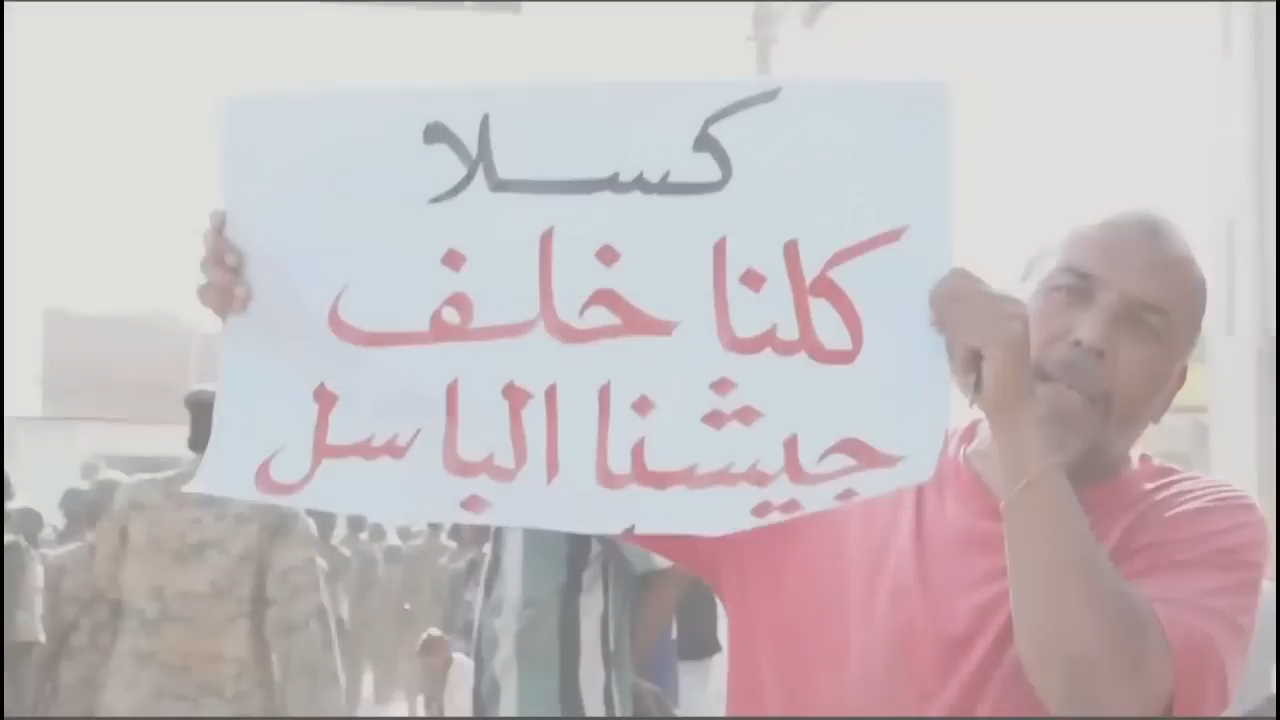 كسلا
كلنا خلف
جيشنا الباسل